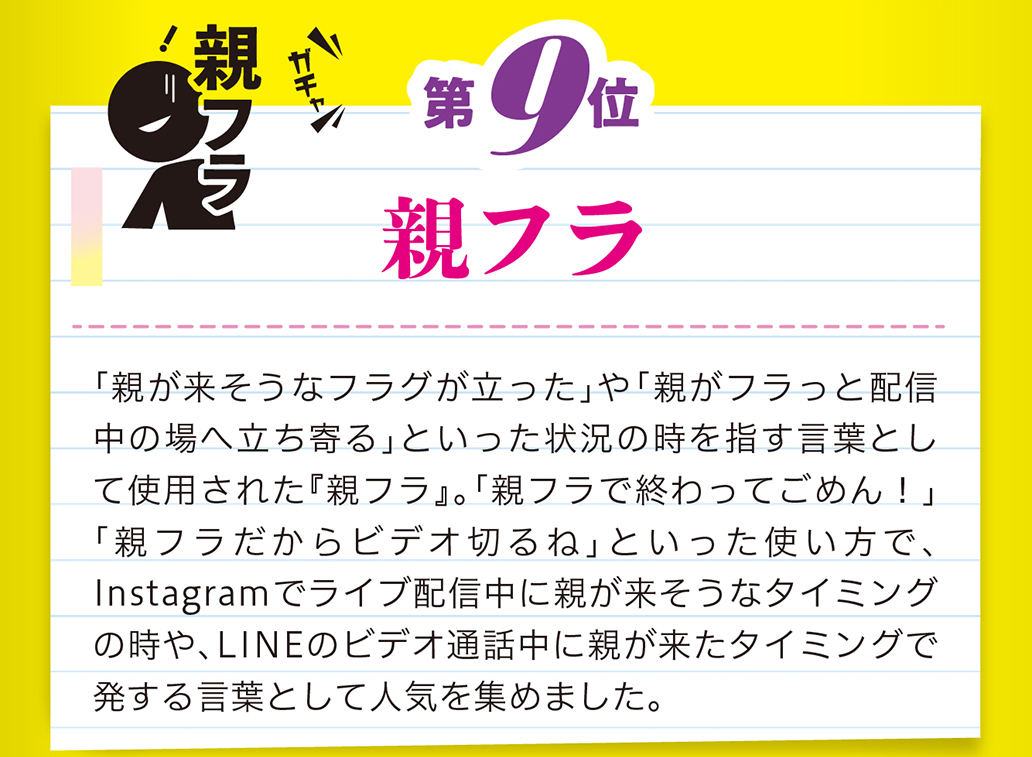 ！
親フラ
ガチャ
第9位
親フラ
「親が来そうなフラグが立った」や「親がフラっと配信
中の場へ立ち寄る」といった状況の時を指す言葉とし
て使用された『親フラ』。「親フラで終わってごめん！」
「親フラだからビデオ切るね」といった使い方で、
Instagramでライブ配信中に親が来そうなタイミング
の時や、LINEのビデオ通話中に親が来たタイミングで
発する言葉として人気を集めました。